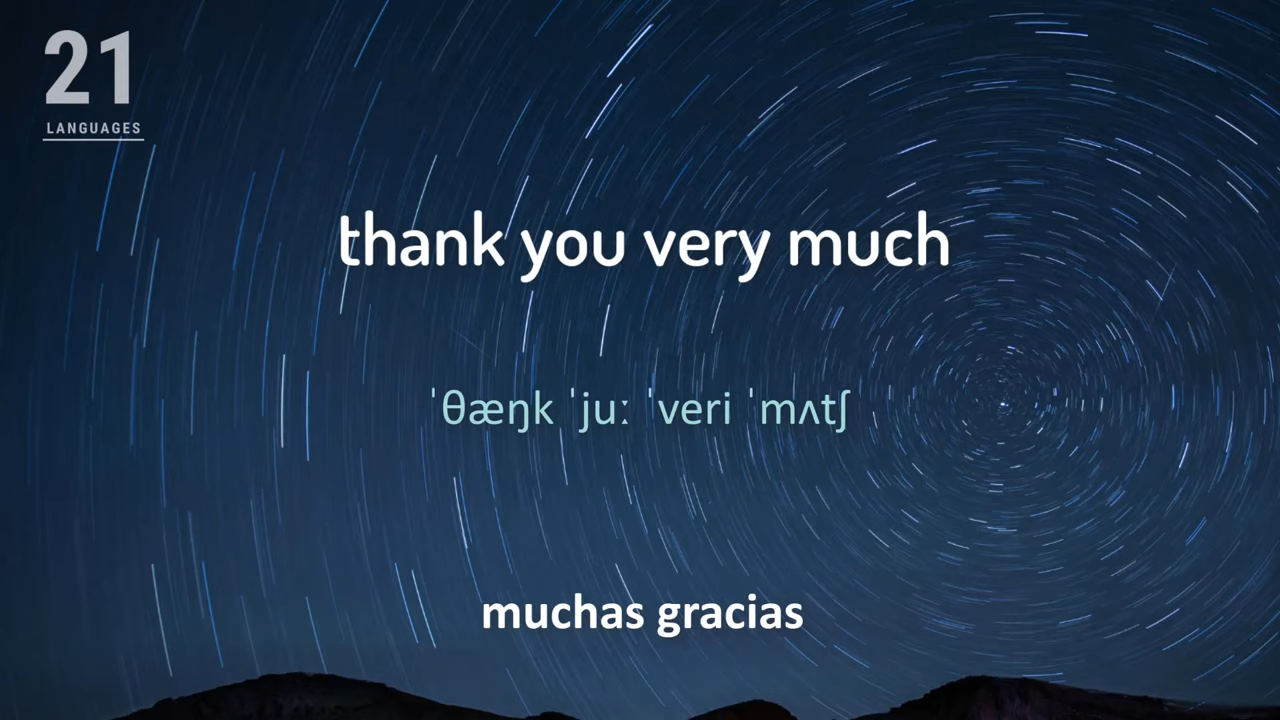 21
LANGUAGES
thank you very much
ˈθæŋk ˈjuː ˈveri ˈmʌtʃ
muchas gracias